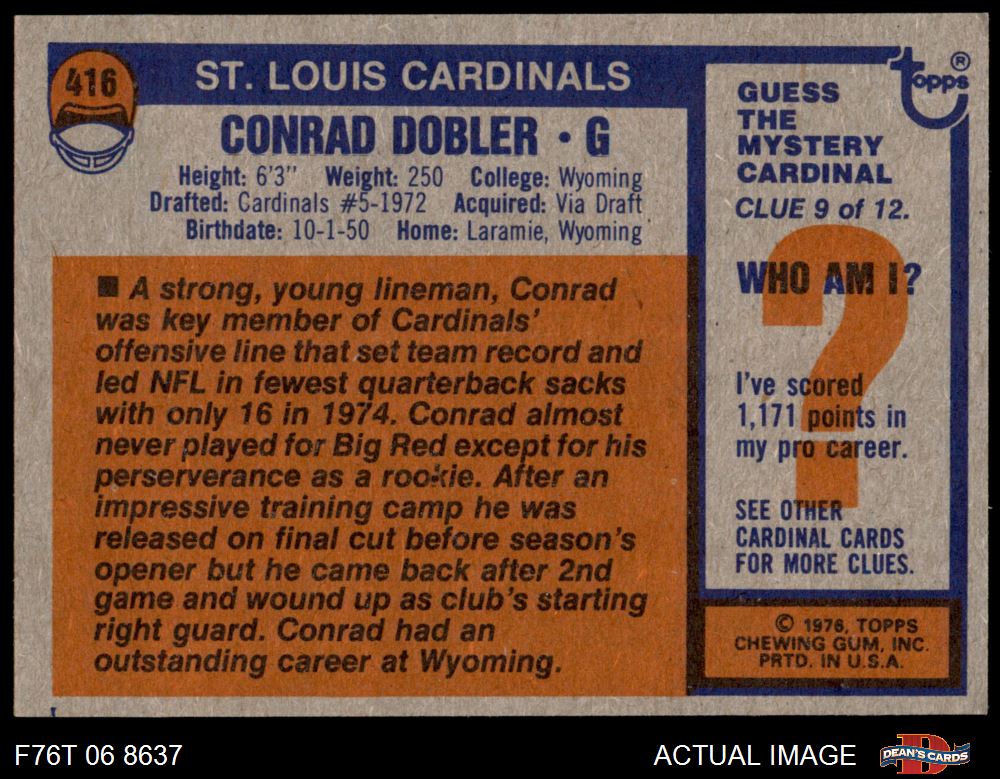 416
ST. LOUIS CARDINALS
CONRAD DOBLER • G
Height: 6'3" Weight: 250 College: Wyoming
Drafted: Cardinals #5-1972 Acquired: Via Draft
Birthdate: 10-1-50 Home: Laramie, Wyoming
■ A strong, young lineman, Conrad
was key member of Cardinals'
offensive line that set team record and
led NFL in fewest quarterback sacks
with only 16 in 1974. Conrad almost
never played for Big Red except for his
perserverance as a rookie. After an
impressive training camp he was
released on final cut before season's
opener but he came back after 2nd
game and wound up as club's starting
right guard. Conrad had an
outstanding career at Wyoming.
topps®
GUESS
THE
MYSTERY
CARDINAL
CLUE 9 of 12.
?
WHO AM I?
I've scored
1,171 points in
my pro career.
SEE OTHER
CARDINAL CARDS
FOR MORE CLUES.
© 1976, TOPPS
CHEWING GUM, INC.
PRTD. IN U.S.A.
F76T 06 8637
ACTUAL IMAGE
DEAN'S CARDS